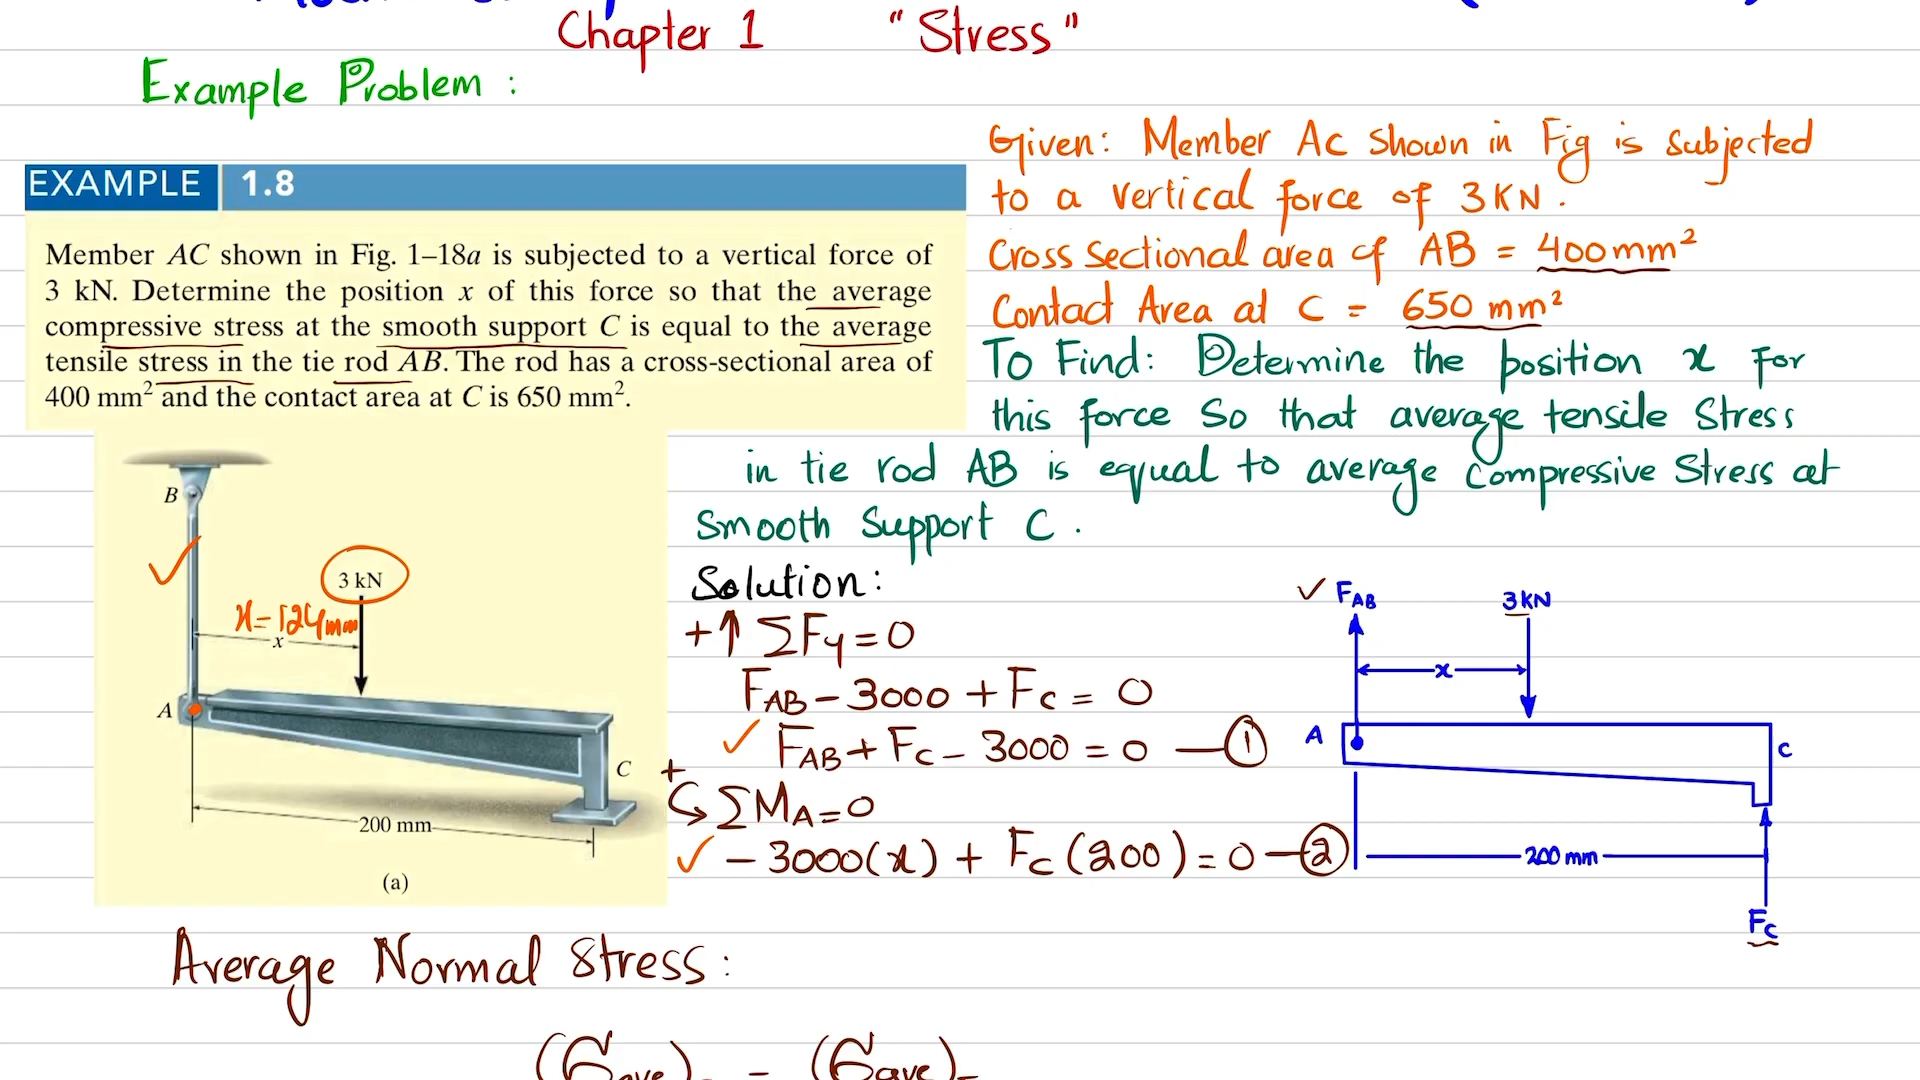 Chapter 1 "Stress"
Example Problem :
EXAMPLE 1.8
Member AC shown in Fig. 1–18a is subjected to a vertical force of
3 kN. Determine the position x of this force so that the average
compressive stress at the smooth support C is equal to the average
tensile stress in the tie rod AB. The rod has a cross-sectional area of
400 mm² and the contact area at C is 650 mm².
Given: Member AC shown in Fig is subjected
to a vertical force of 3KN.
Cross sectional area of AB = 400mm²
Contact Area at C = 650 mm²
To Find: Determine the position x For
this force So that average tensile Stress
in tie rod AB is equal to average Compressive Stress at
Smooth Support C.
B
3 kN
x=124mm
x
A
C
200 mm
(a)
Solution:
+↑ ΣFy=0
FAB-3000+Fc= 0
✓ FAB+Fc-3000=0 —①
+
↪ΣMA=0
✓ -3000(x)+ Fc(200)=0—②
✓ FAB
3KN
x
A
C
200 mm
Fc
Average Normal Stress: